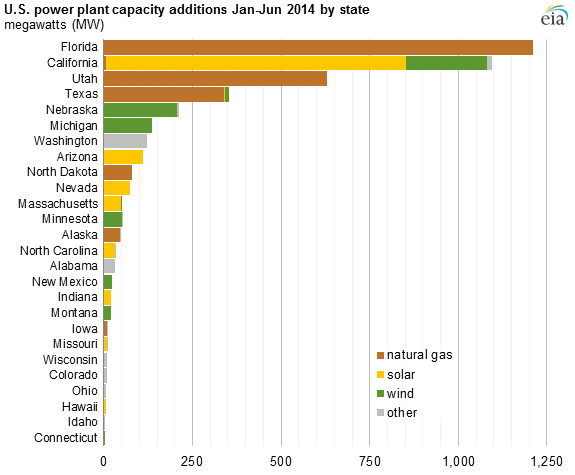 U.S. power plant capacity additions Jan-Jun 2014 by state
megawatts (MW)
eia
Florida
California
Utah
Texas
Nebraska
Michigan
Washington
Arizona
North Dakota
Nevada
Massachusetts
Minnesota
Alaska
North Carolina
Alabama
New Mexico
Indiana
Montana
Iowa
Missouri
Wisconsin
Colorado
Ohio
Hawaii
Idaho
Connecticut
natural gas
solar
wind
other
0 250 500 750 1,000 1,250